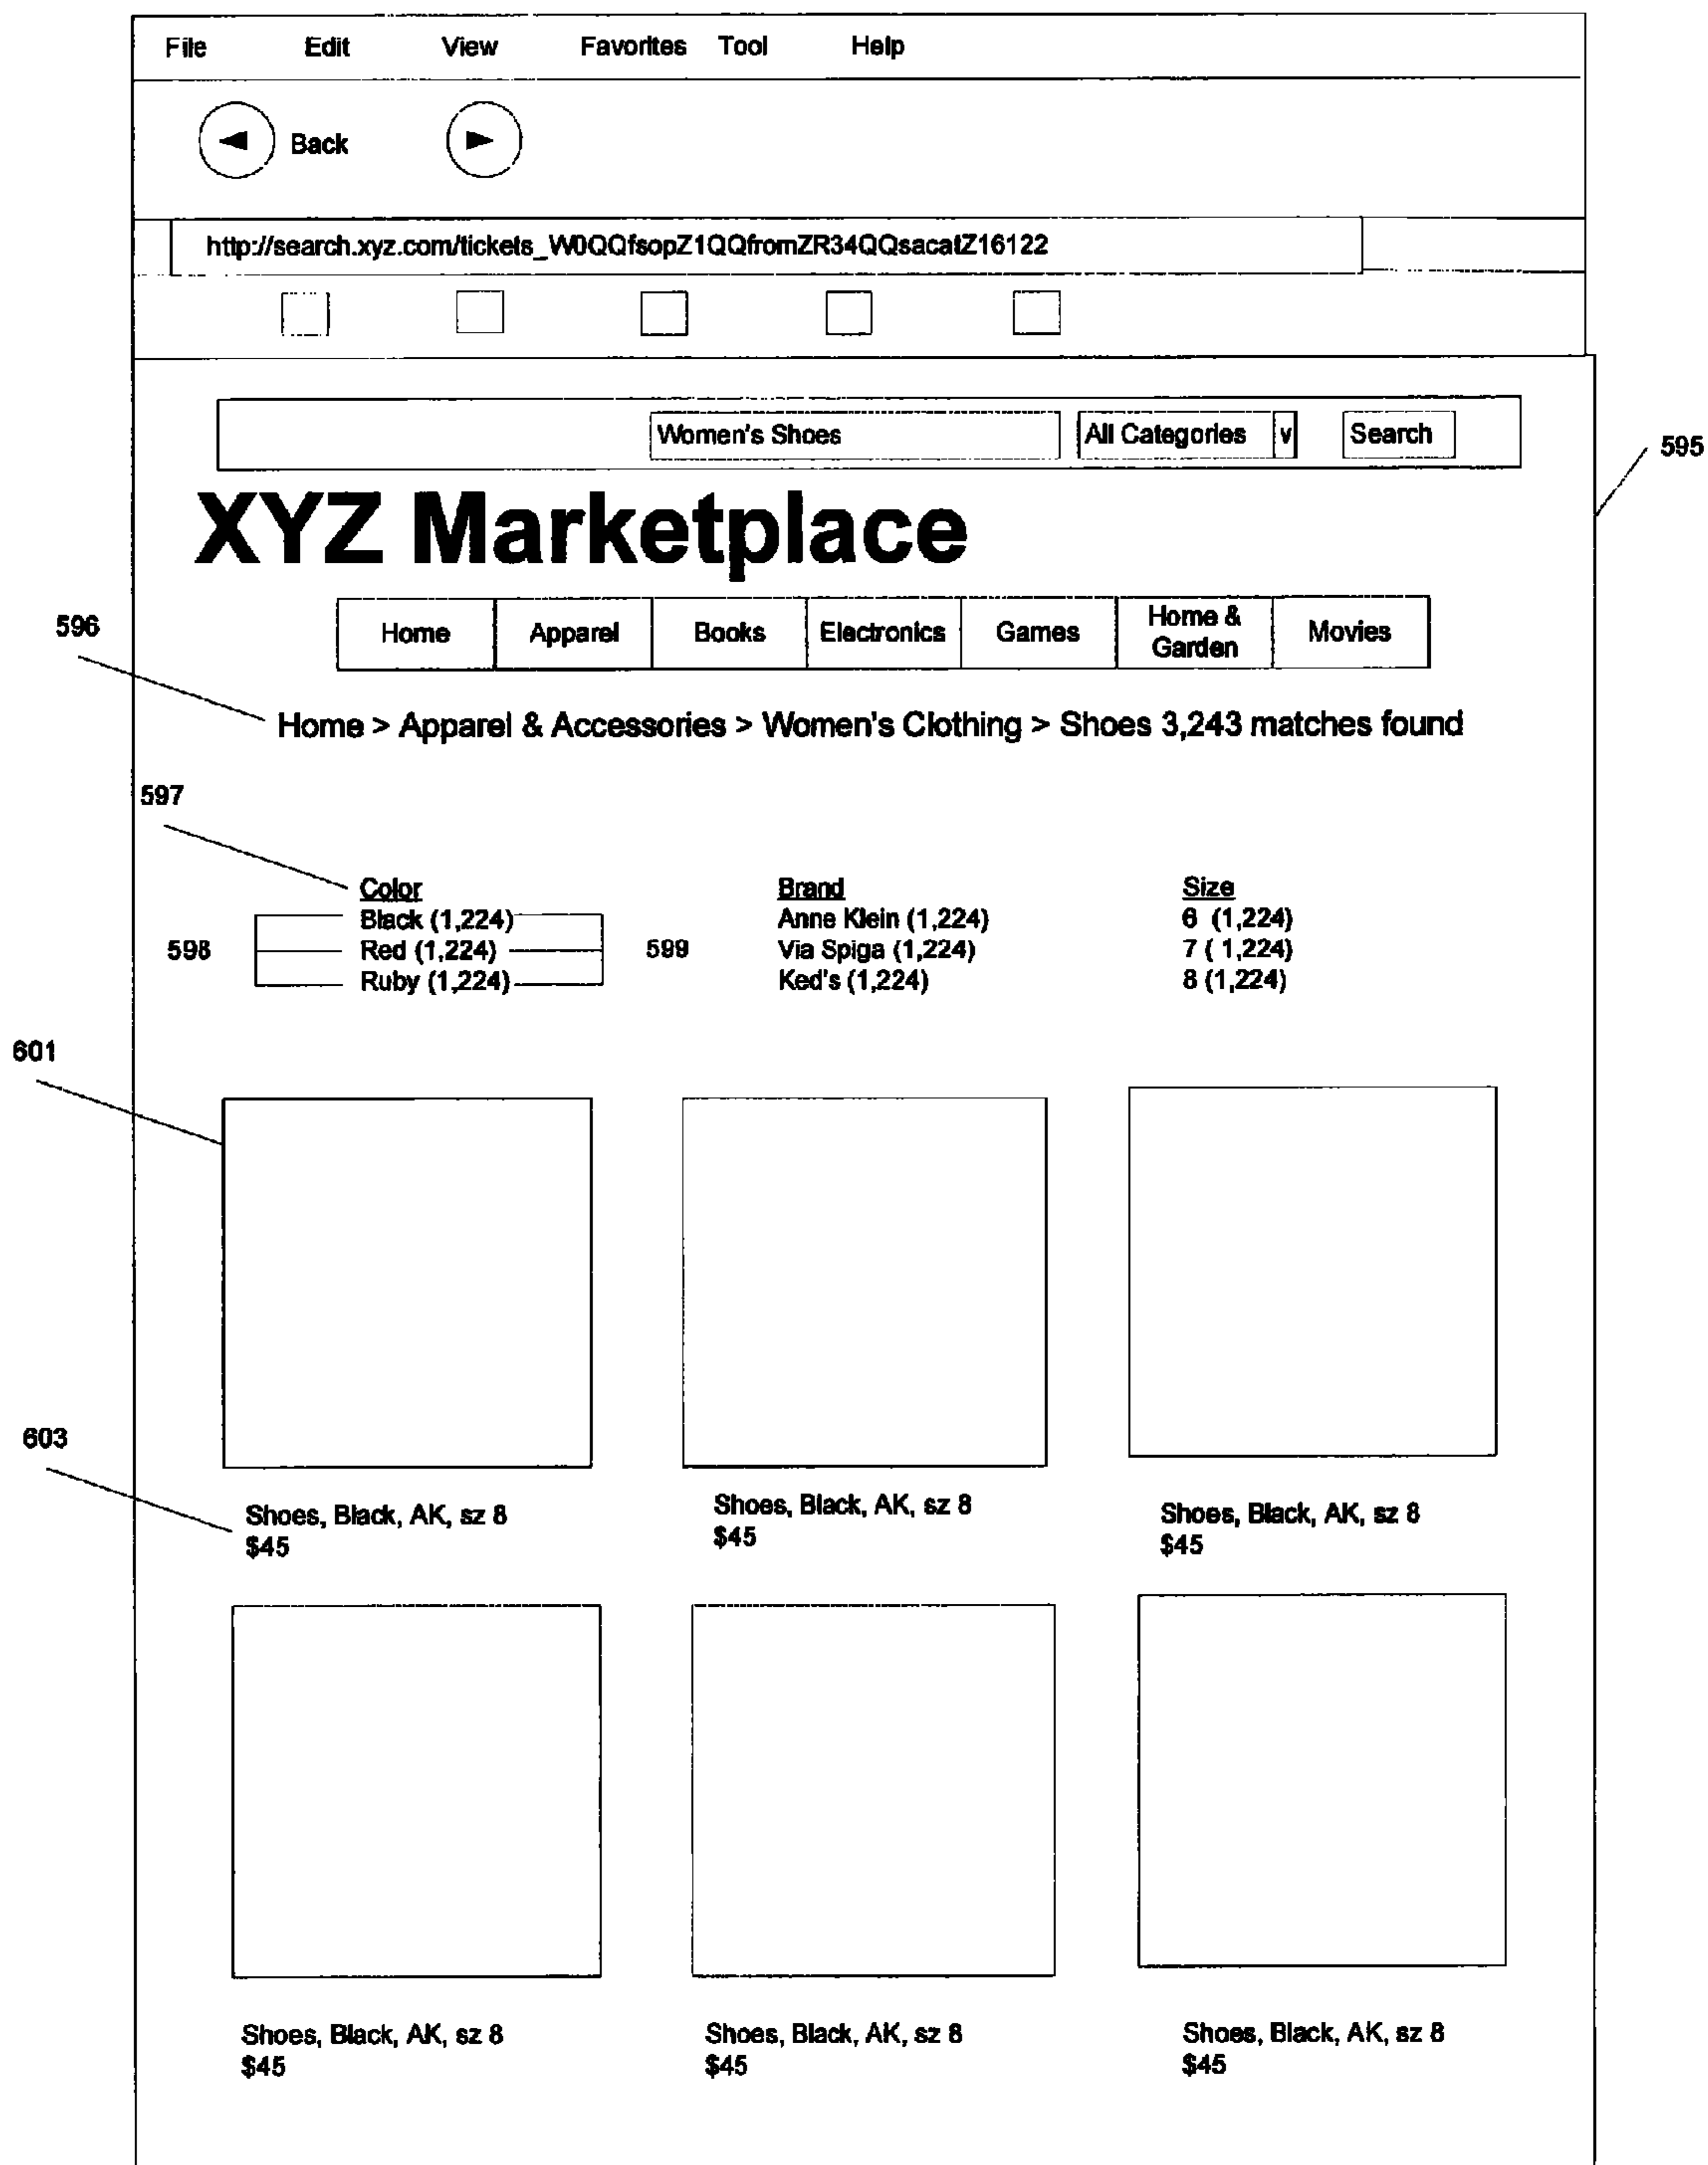 File Edit View Favorites Tool Help
Back
http://search.xyz.com/tickets_W0QQfsopZ1QQfromZR34QQsacatZ16122
Women's Shoes All Categories v Search
595
XYZ Marketplace
596
Home Apparel Books Electronics Games Home & Garden Movies
Home > Apparel & Accessories > Women's Clothing > Shoes 3,243 matches found
597
Color Brand Size
Black (1,224) Anne Klein (1,224) 6 (1,224)
598 Red (1,224) 599 Via Spiga (1,224) 7 ( 1,224)
Ruby (1,224) Ked's (1,224) 8 (1,224)
601
603
Shoes, Black, AK, sz 8 Shoes, Black, AK, sz 8 Shoes, Black, AK, sz 8
$45 $45 $45
Shoes, Black, AK, sz 8 Shoes, Black, AK, sz 8 Shoes, Black, AK, sz 8
$45 $45 $45